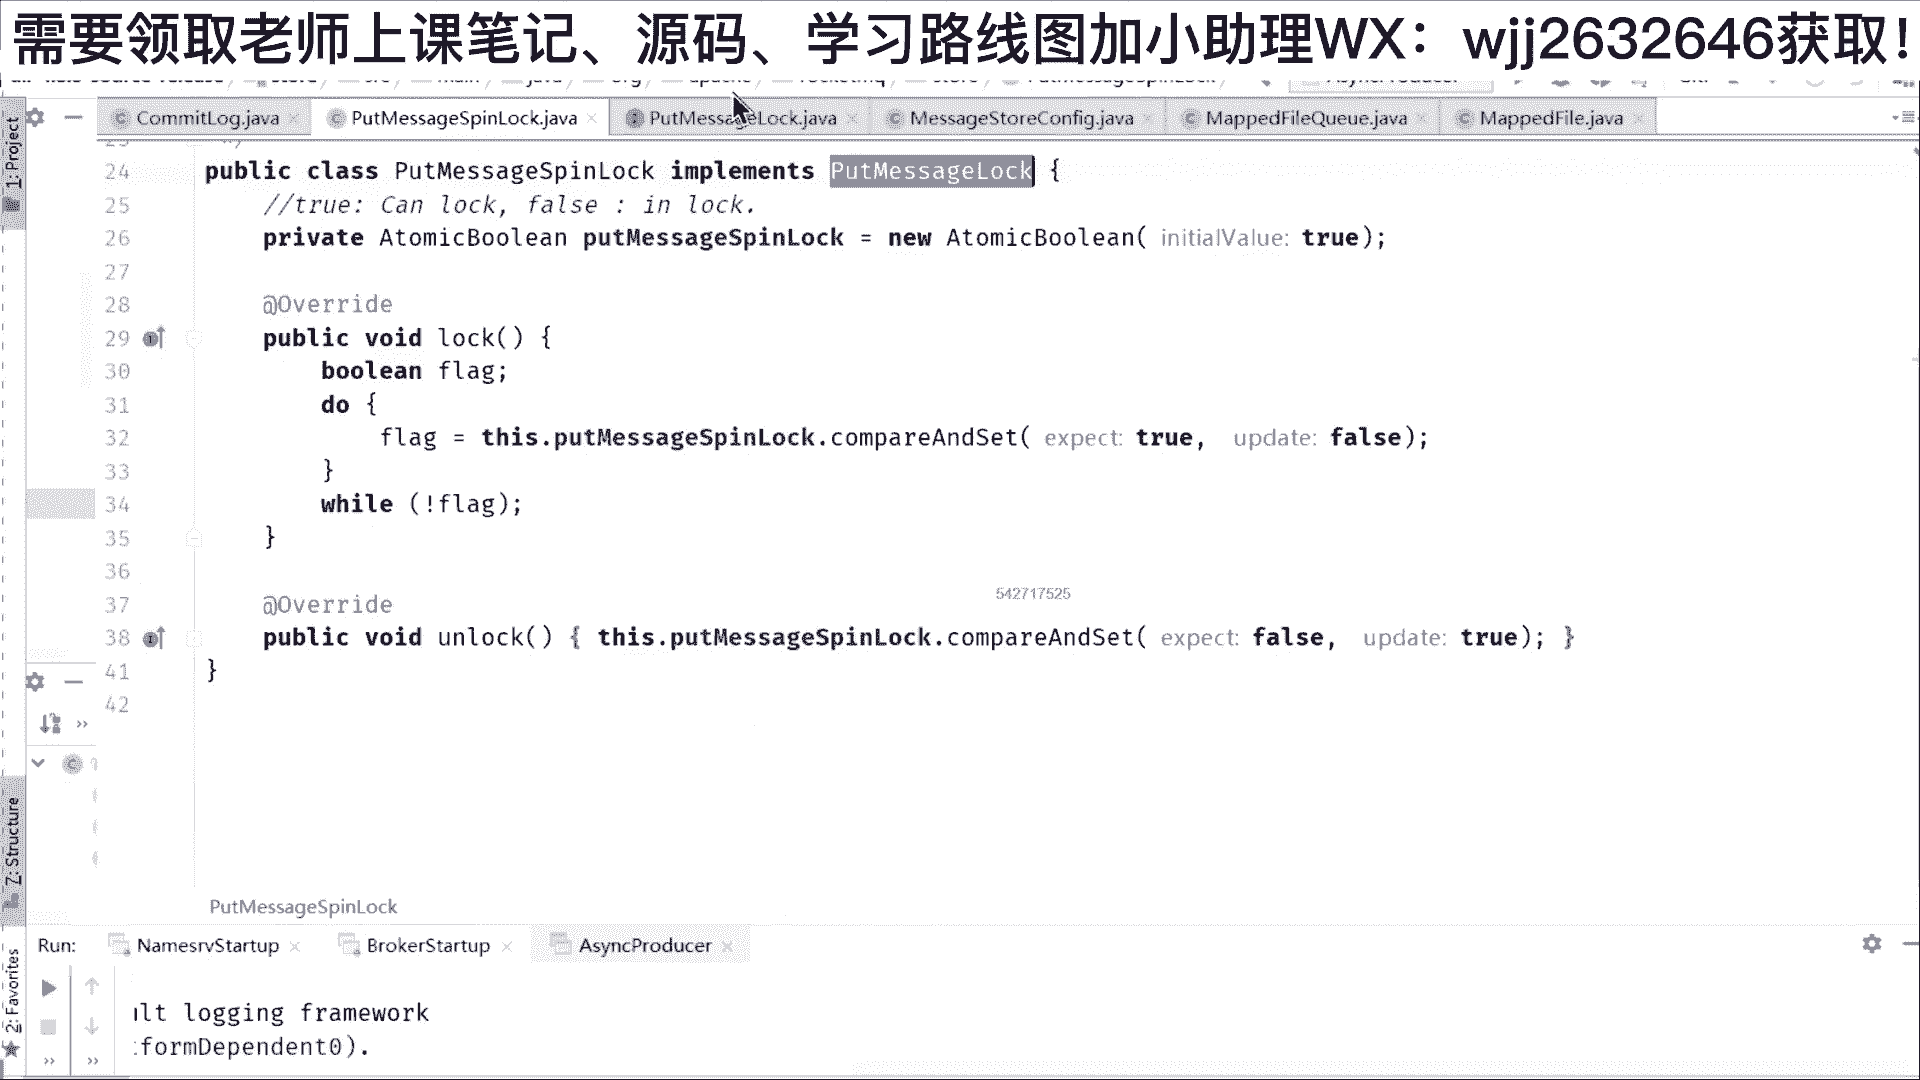 需要领取老师上课笔记、源码、学习路线图加小助理WX：wjj2632646获取！
1: Project
CommitLog.java PutMessageSpinLock.java PutMessageLock.java MessageStoreConfig.java MappedFileQueue.java MappedFile.java
24 public class PutMessageSpinLock implements PutMessageLock {
25 //true: Can lock, false : in lock.
26 private AtomicBoolean putMessageSpinLock = new AtomicBoolean( initialValue: true);
27
28 @Override
29 public void lock() {
30 boolean flag;
31 do {
32 flag = this.putMessageSpinLock.compareAndSet( expect: true, update: false);
33 }
34 while (!flag);
35 }
36
542717525
37 @Override
38 public void unlock() { this.putMessageSpinLock.compareAndSet( expect: false, update: true); }
41 }
42
Z: Structure
PutMessageSpinLock
2: Favorites
Run: NamesrvStartup BrokerStartup AsyncProducer
ult logging framework
:formDependent0).